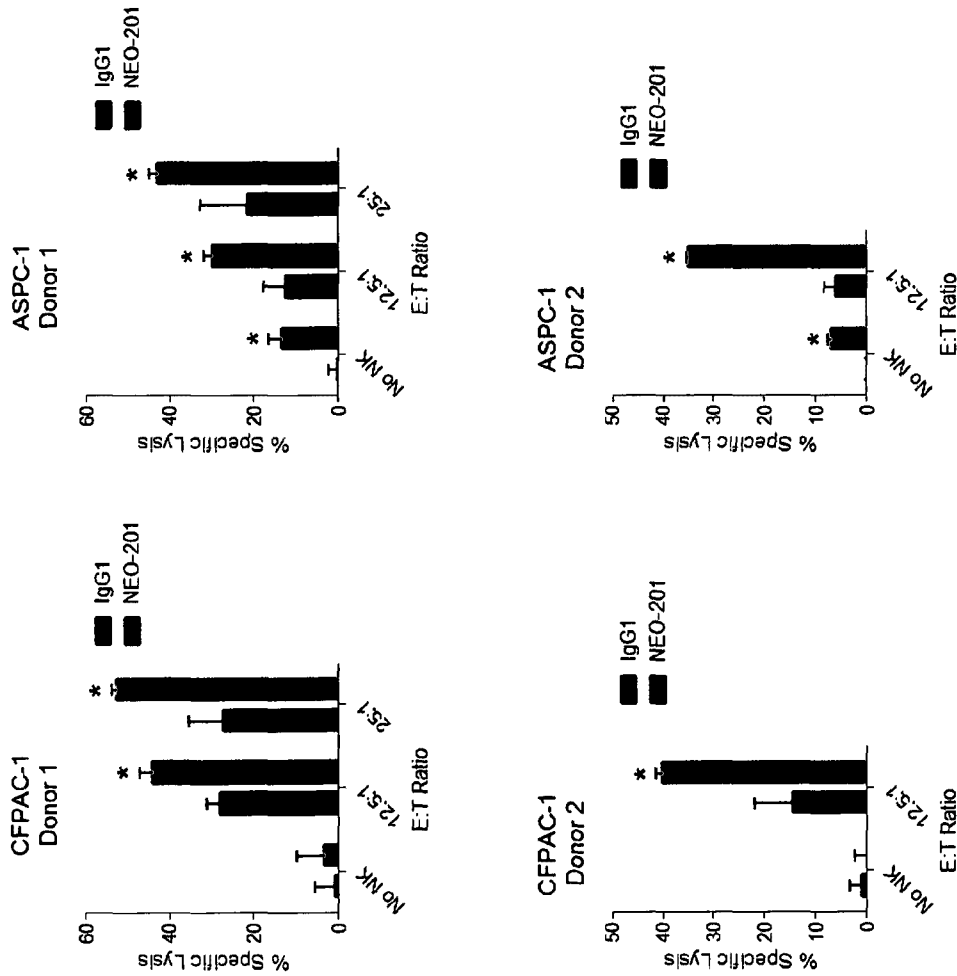 CFPAC-1
Donor 1
IgG1
NEO-201
% Specific Lysis
60
40
20
0
No NK
12.5:1
25:1
*
*
E:T Ratio
ASPC-1
Donor 1
IgG1
NEO-201
% Specific Lysis
60
40
20
0
No NK
12.5:1
25:1
*
*
*
E:T Ratio
CFPAC-1
Donor 2
IgG1
NEO-201
% Specific Lysis
50
40
30
20
10
0
No NK
12.5:1
*
E:T Ratio
ASPC-1
Donor 2
IgG1
NEO-201
% Specific Lysis
50
40
30
20
10
0
No NK
12.5:1
*
*
E:T Ratio